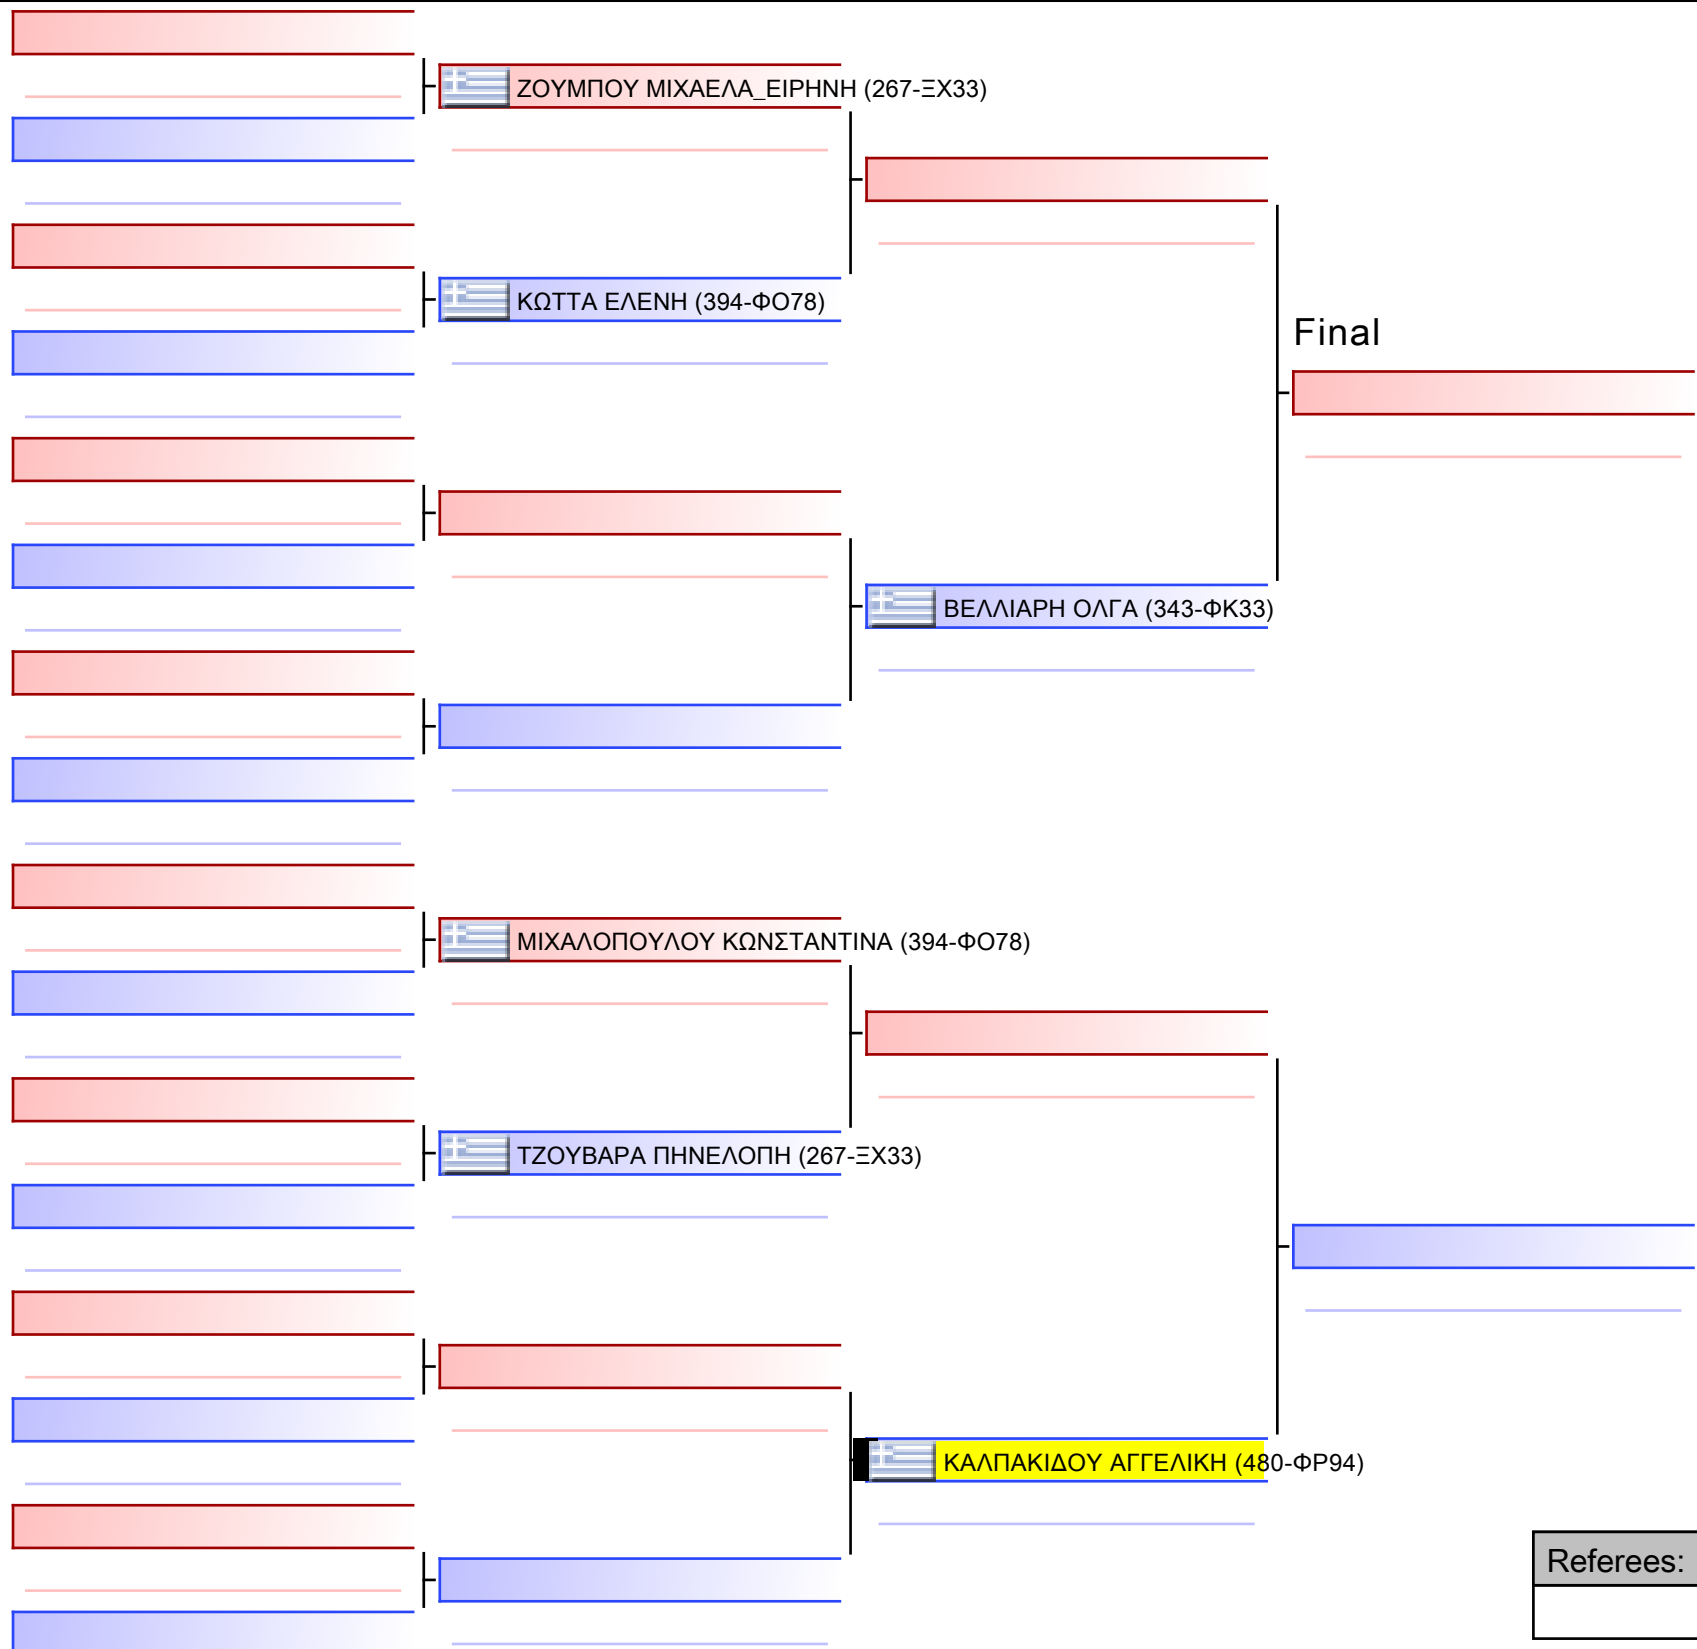 ΖΟΥΜΠΟΥ ΜΙΧΑΕΛΑ_ΕΙΡΗΝΗ (267-ΞΧ33)
ΚΩΤΤΑ ΕΛΕΝΗ (394-ΦΟ78)
Final
ΒΕΛΛΙΑΡΗ ΟΛΓΑ (343-ΦΚ33)
ΜΙΧΑΛΟΠΟΥΛΟΥ ΚΩΝΣΤΑΝΤΙΝΑ (394-ΦΟ78)
ΤΖΟΥΒΑΡΑ ΠΗΝΕΛΟΠΗ (267-ΞΧ33)
ΚΑΛΠΑΚΙΔΟΥ ΑΓΓΕΛΙΚΗ (480-ΦΡ94)
Referees: